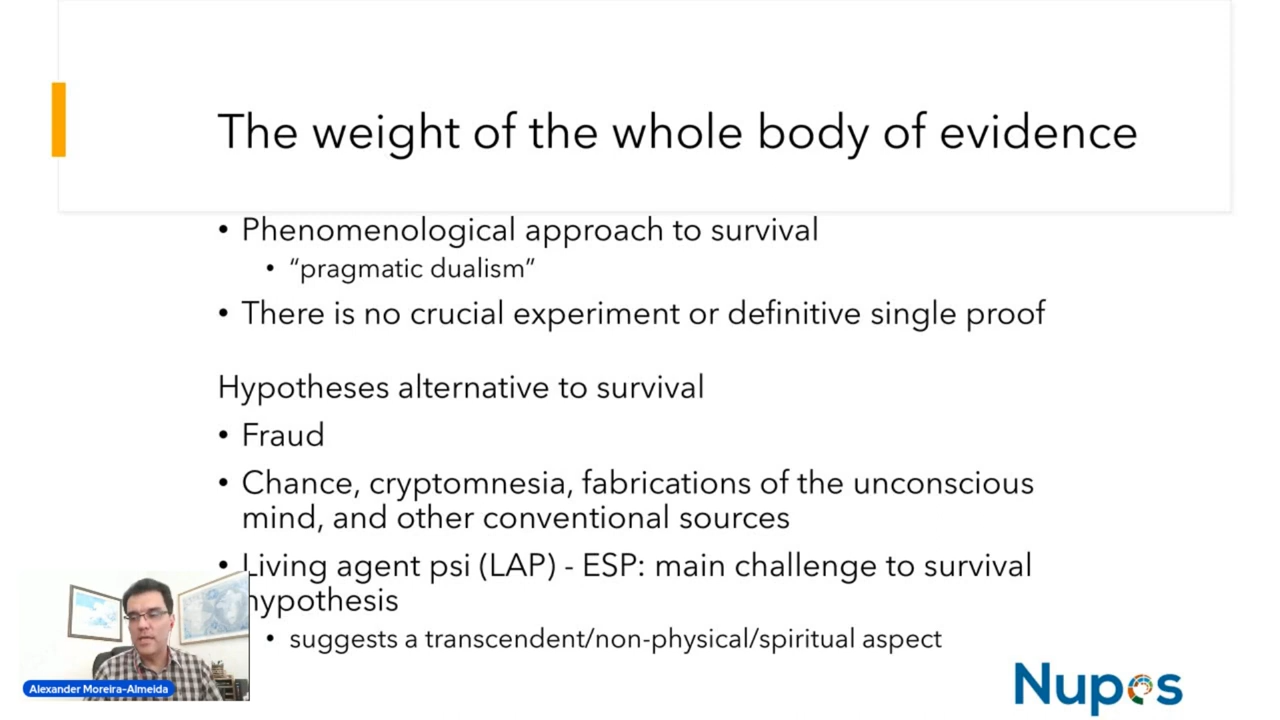 The weight of the whole body of evidence
• Phenomenological approach to survival
• “pragmatic dualism”
• There is no crucial experiment or definitive single proof
Hypotheses alternative to survival
• Fraud
• Chance, cryptomnesia, fabrications of the unconscious
mind, and other conventional sources
• Living agent psi (LAP) - ESP: main challenge to survival
hypothesis
• suggests a transcendent/non-physical/spiritual aspect
Alexander Moreira-Almeida
Nupes